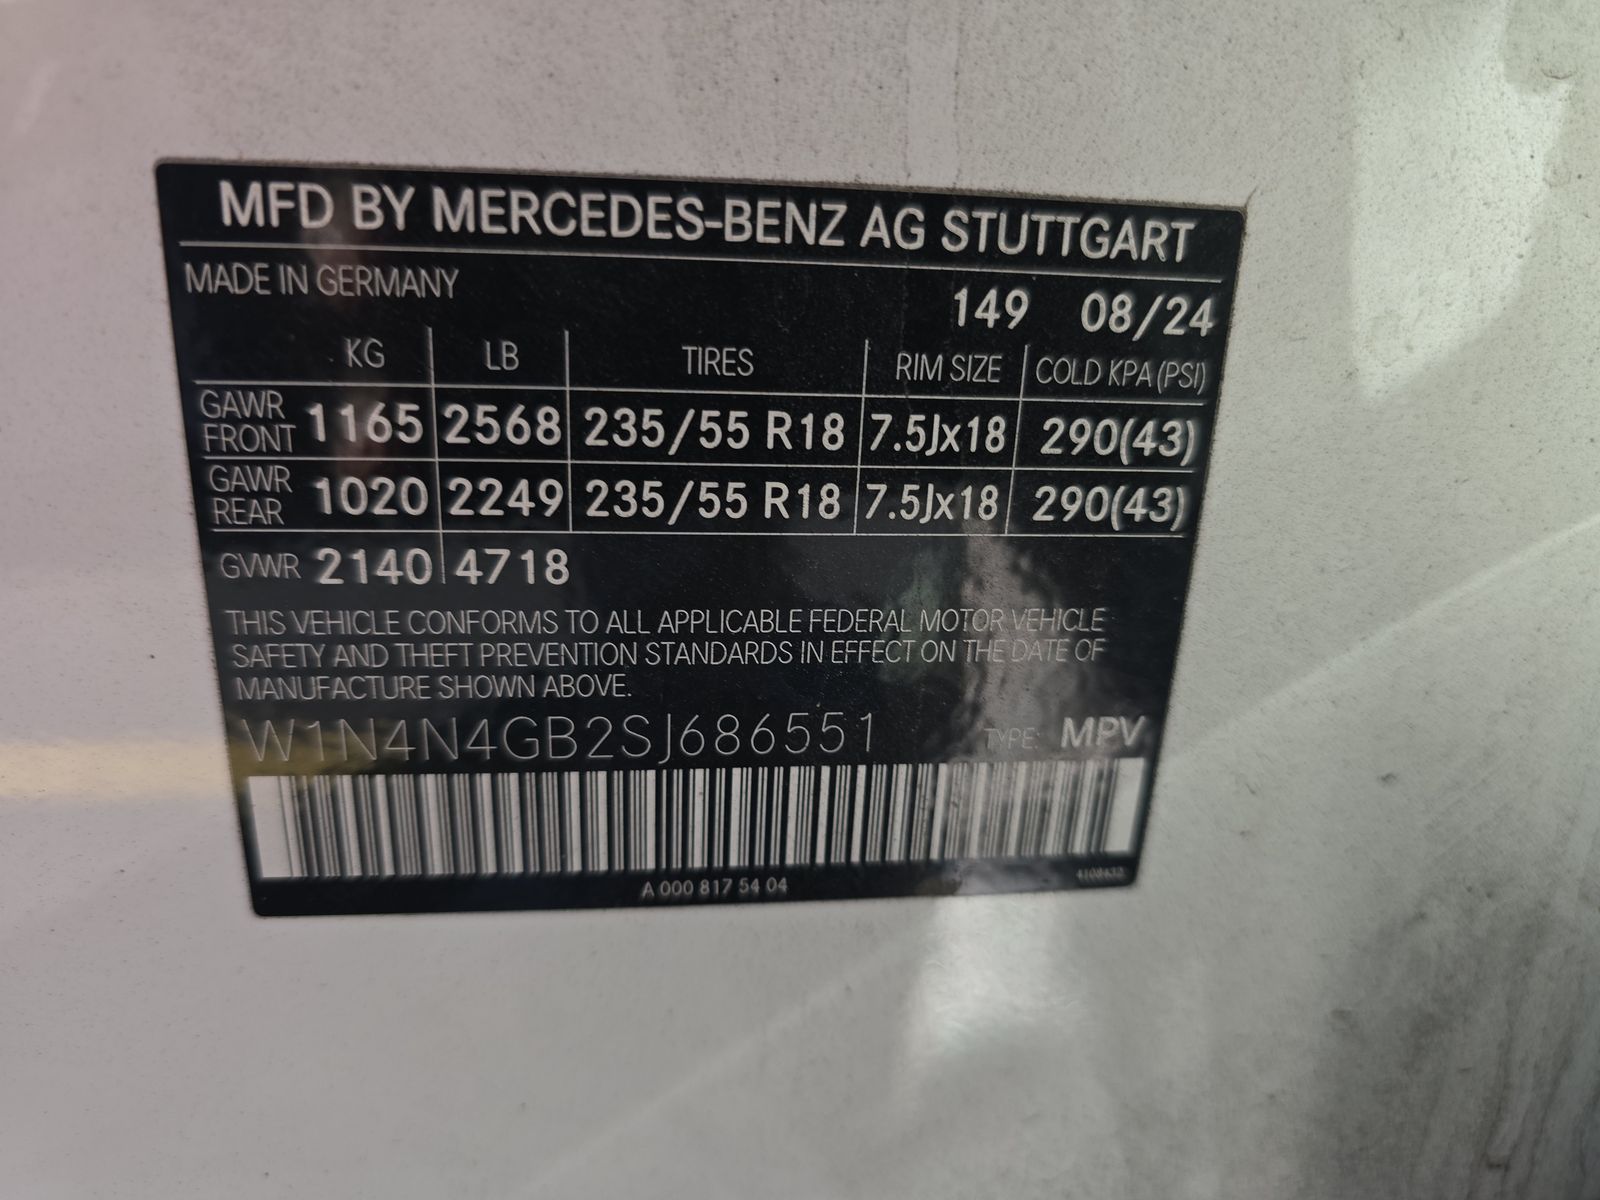 MFD BY MERCEDES-BENZ AG STUTTGART
MADE IN GERMANY
149 08/24
KG LB TIRES RIM SIZE COLD KPA (PSI)
GAWR FRONT 1165 2568 235/55 R18 7.5Jx18 290(43)
GAWR REAR 1020 2249 235/55 R18 7.5Jx18 290(43)
GVWR 2140 4718
THIS VEHICLE CONFORMS TO ALL APPLICABLE FEDERAL MOTOR VEHICLE
SAFETY AND THEFT PREVENTION STANDARDS IN EFFECT ON THE DATE OF
MANUFACTURE SHOWN ABOVE.
W1N4N4GB2SJ686551 TYPE: MPV
A 000 817 54 04